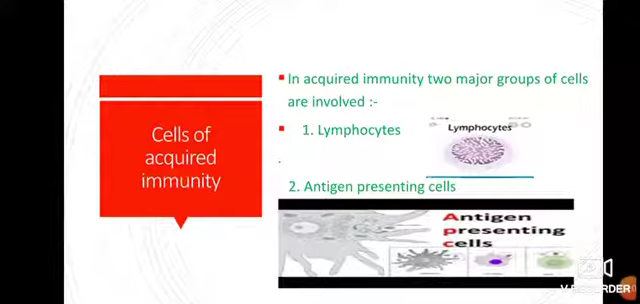 Cells of
acquired
immunity
In acquired immunity two major groups of cells
are involved :-
1. Lymphocytes
Lymphocytes
2. Antigen presenting cells
Antigen
presenting
cells
V.RECORDER